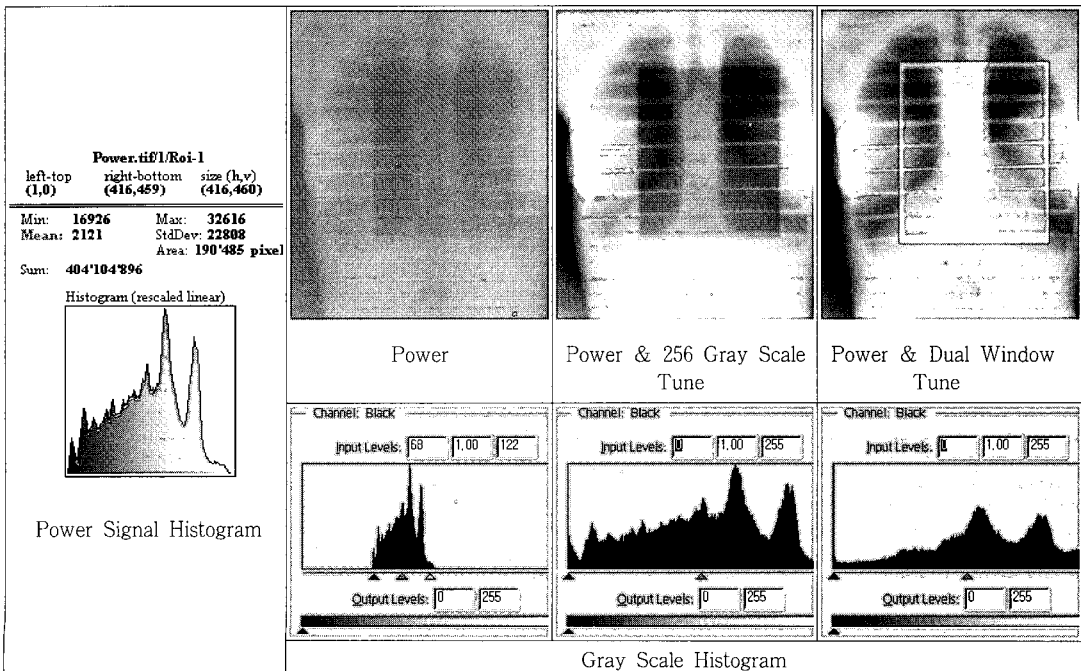 Power.tif/1/Roi-1
left-top right-bottom size (h,v)
(1,0) (416,459) (416,460)
Min: 16926 Max: 32616
Mean: 2121 StdDev: 22808
Area: 190'485 pixel
Sum: 404'104'896
Histogram (rescaled linear)
Power Signal Histogram
Power
Power & 256 Gray Scale
Tune
Power & Dual Window
Tune
Channel: Black
Input Levels: 68 1.00 122
Output Levels: 0 255
Channel: Black
Input Levels: 0 1.00 255
Output Levels: 0 255
Channel: Black
Input Levels: 0 1.00 255
Output Levels: 0 255
Gray Scale Histogram